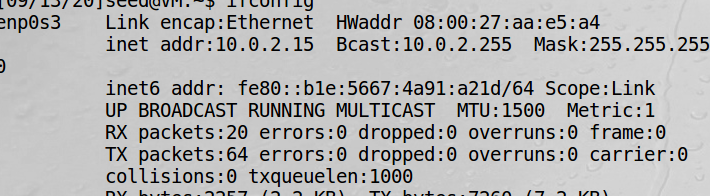 [09/13/20]seed@VM:~$ ifconfig
enp0s3    Link encap:Ethernet  HWaddr 08:00:27:aa:e5:a4
          inet addr:10.0.2.15  Bcast:10.0.2.255  Mask:255.255.255
0
          inet6 addr: fe80::b1e:5667:4a91:a21d/64 Scope:Link
          UP BROADCAST RUNNING MULTICAST  MTU:1500  Metric:1
          RX packets:20 errors:0 dropped:0 overruns:0 frame:0
          TX packets:64 errors:0 dropped:0 overruns:0 carrier:0
          collisions:0 txqueuelen:1000
          RX bytes:2257 (2.2 KB)  TX bytes:7260 (7.2 KB)